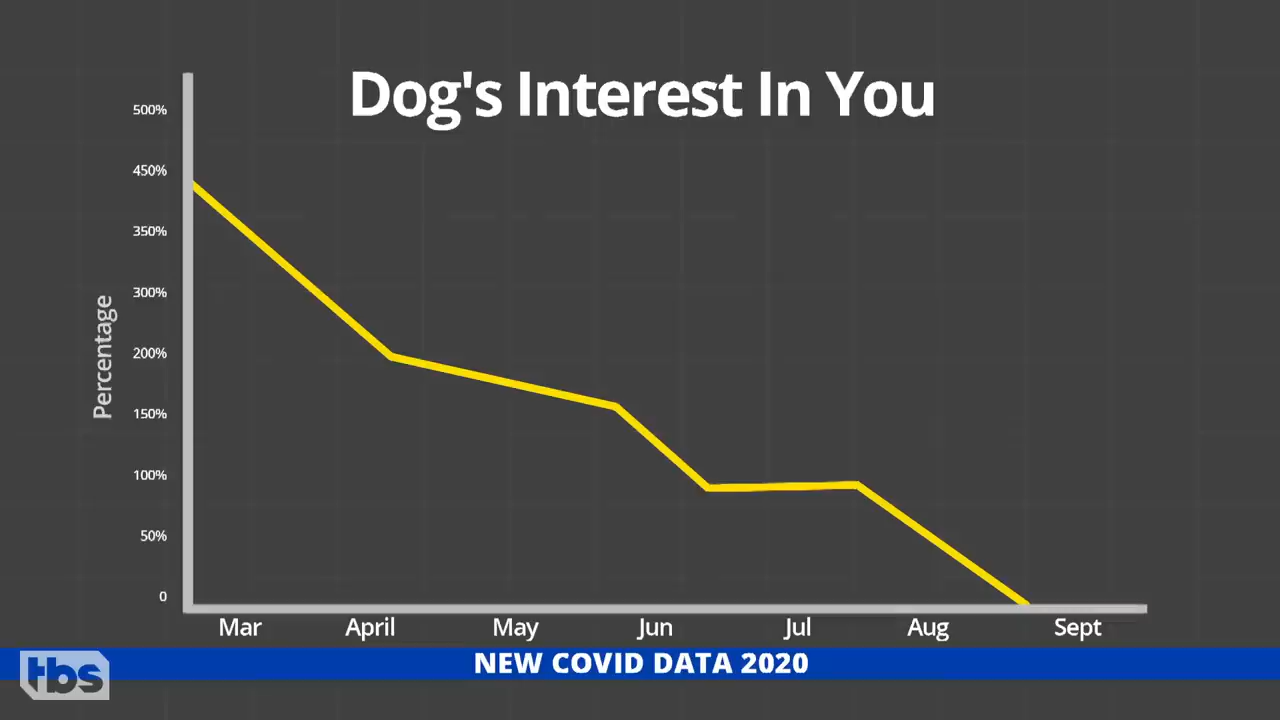 Dog's Interest In You
500%
450%
350%
300%
200%
150%
100%
50%
0
Percentage
Mar April May Jun Jul Aug Sept
NEW COVID DATA 2020
tbs